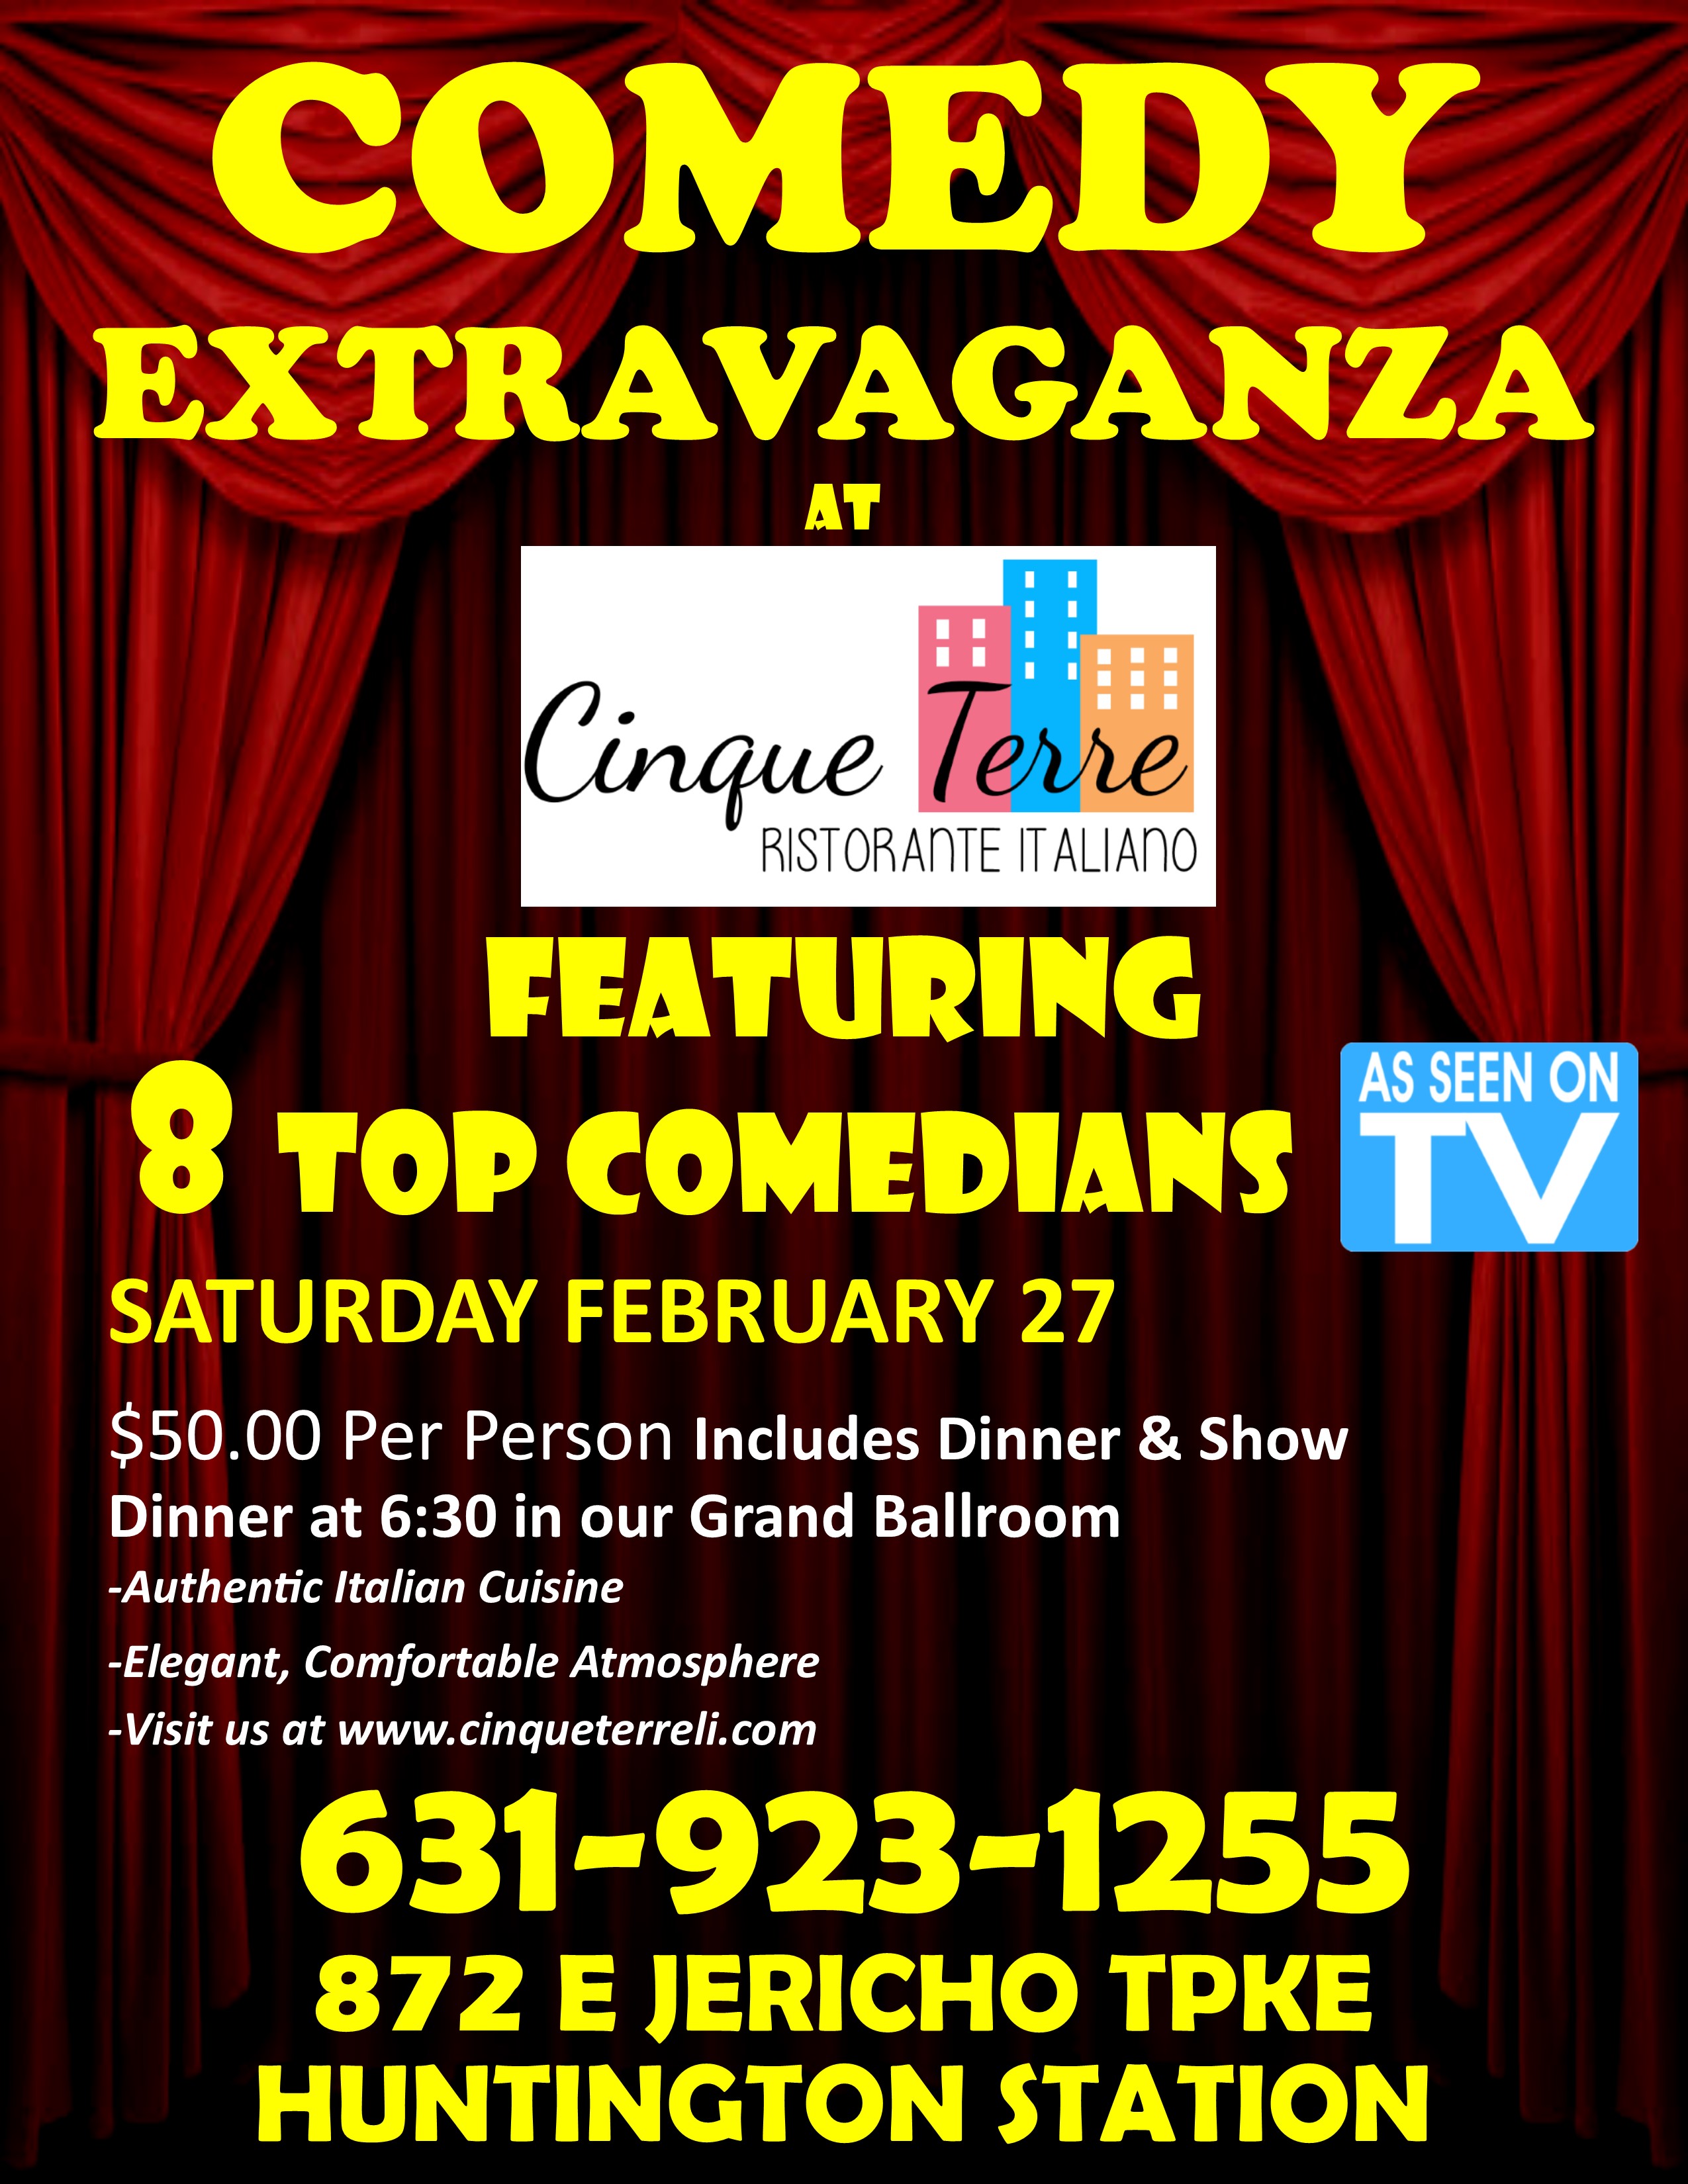 COMEDY
EXTRAVAGANZA
AT
Cinque Terre
RISTORANTE ITALIANO
FEATURING
8 TOP COMEDIANS
AS SEEN ON
TV
SATURDAY FEBRUARY 27
$50.00 Per Person Includes Dinner & Show
Dinner at 6:30 in our Grand Ballroom
-Authentic Italian Cuisine
-Elegant, Comfortable Atmosphere
-Visit us at www.cinqueterreli.com
631-923-1255
872 E JERICHO TPKE
HUNTINGTON STATION